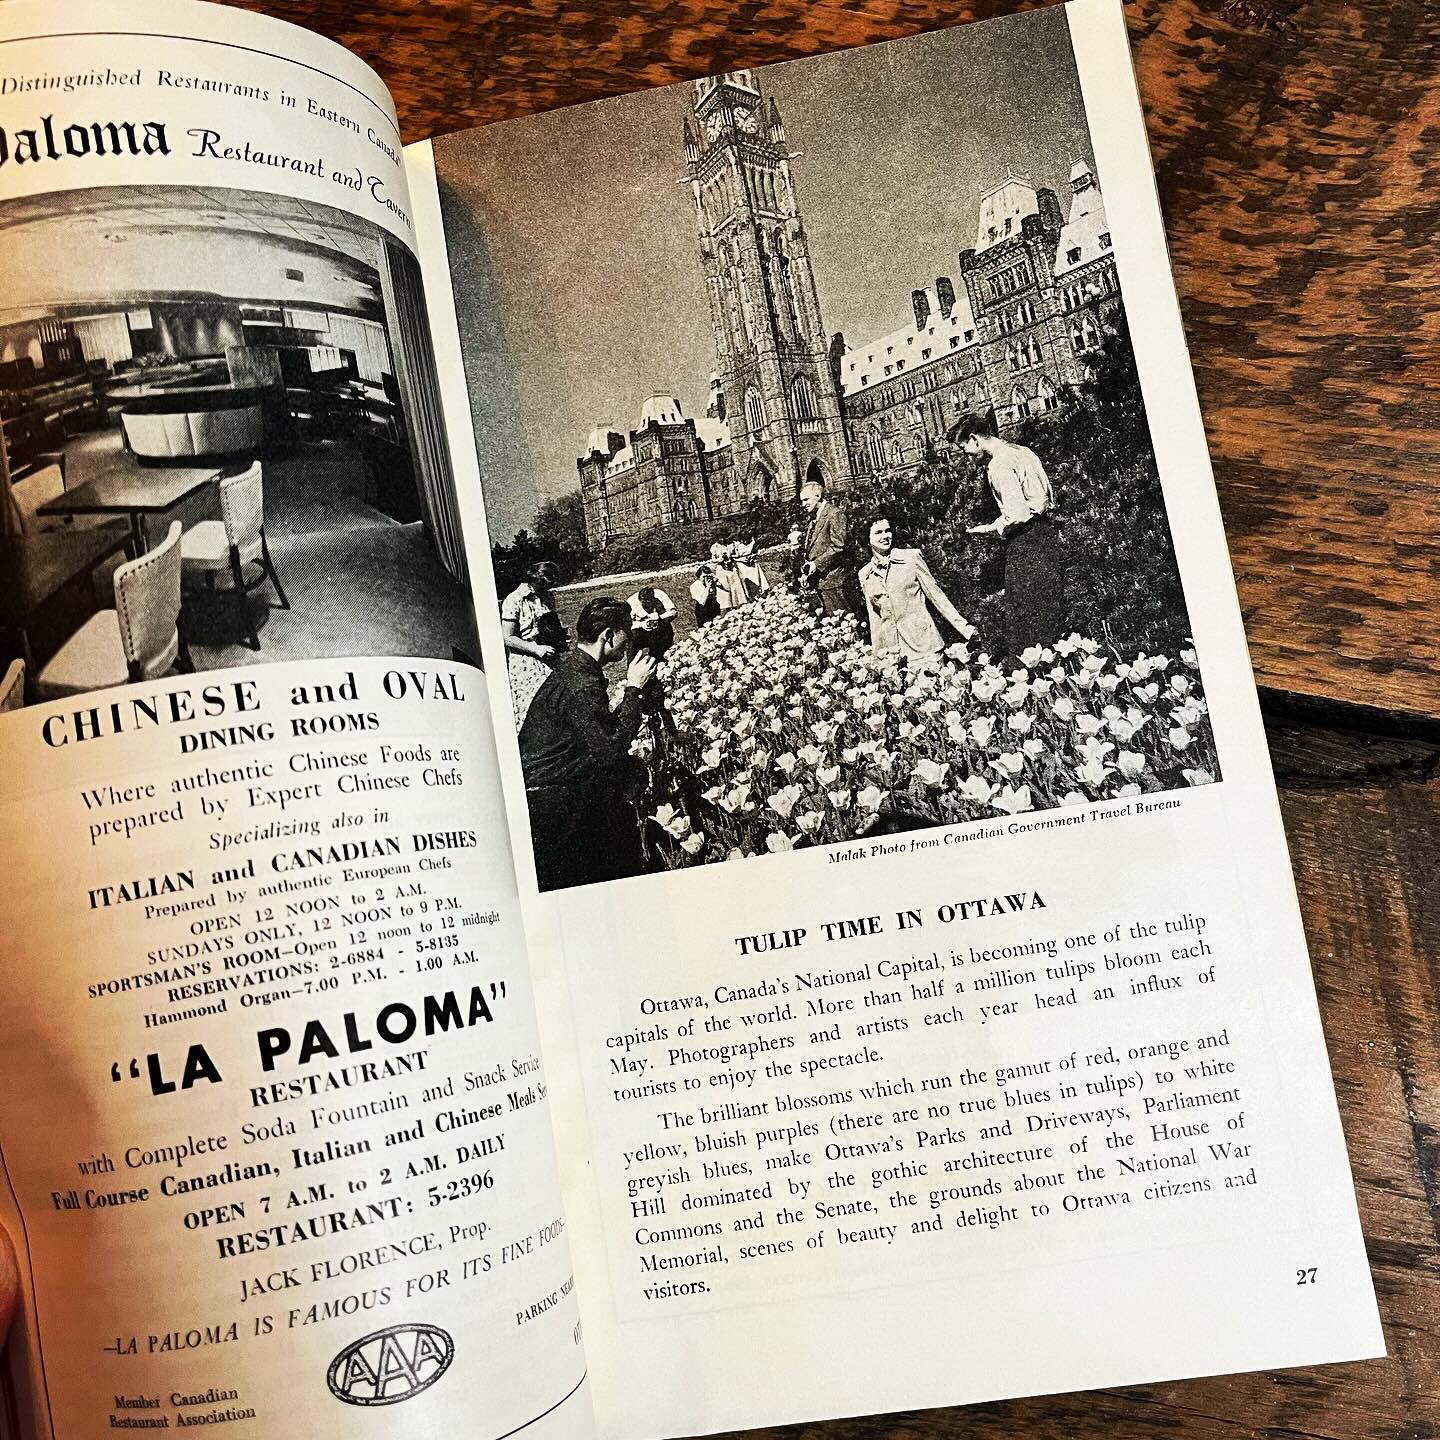 Distinguished Restaurants in Eastern Canada"
Paloma Restaurant and Tavern
CHINESE and OVAL
DINING ROOMS
Where authentic Chinese Foods are
prepared by Expert Chinese Chefs
Specializing also in
ITALIAN and CANADIAN DISHES
Prepared by authentic European Chefs
OPEN 12 NOON to 2 A.M.
SUNDAYS ONLY, 12 NOON to 9 P.M.
SPORTSMAN'S ROOM—Open 12 noon to 12 midnight
RESERVATIONS: 2-6884 - 5-8135
Hammond Organ—7.00 P.M. - 1.00 A.M.
"LA PALOMA"
RESTAURANT
with Complete Soda Fountain and Snack Service
Full Course Canadian, Italian and Chinese Meals
OPEN 7 A.M. to 2 A.M. DAILY
RESTAURANT: 5-2396
JACK FLORENCE, Prop.
—LA PALOMA IS FAMOUS FOR ITS FINE FOODS—
PARKING
AAA
Member Canadian
Restaurant Association
Malak Photo from Canadian Government Travel Bureau
TULIP TIME IN OTTAWA
Ottawa, Canada's National Capital, is becoming one of the tulip
capitals of the world. More than half a million tulips bloom each
May. Photographers and artists each year head an influx of
tourists to enjoy the spectacle.
The brilliant blossoms which run the gamut of red, orange and
yellow, bluish purples (there are no true blues in tulips) to white
greyish blues, make Ottawa's Parks and Driveways, Parliament
Hill dominated by the gothic architecture of the House of
Commons and the Senate, the grounds about the National War
Memorial, scenes of beauty and delight to Ottawa citizens and
visitors.
27